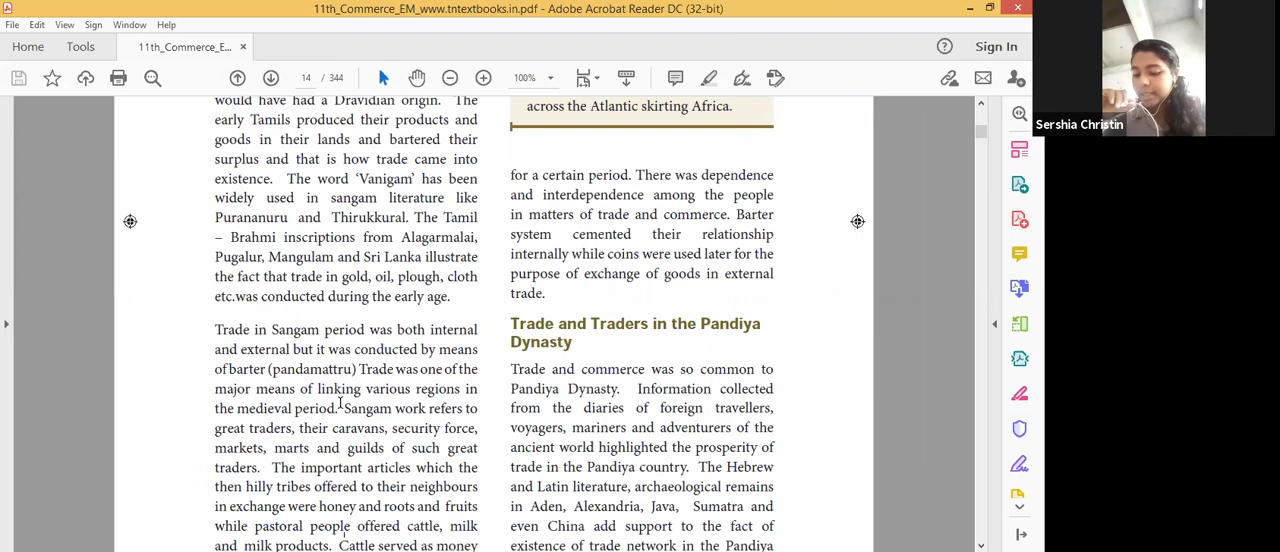 11th_Commerce_EM_www.tntextbooks.in.pdf - Adobe Acrobat Reader DC (32-bit)
File Edit View Sign Window Help
Home Tools 11th_Commerce_E... × Sign In
14 / 344 100%
would have had a Dravidian origin. The
early Tamils produced their products and
goods in their lands and bartered their
surplus and that is how trade came into
existence. The word ‘Vanigam’ has been
widely used in sangam literature like
Purananuru and Thirukkural. The Tamil
– Brahmi inscriptions from Alagarmalai,
Pugalur, Mangulam and Sri Lanka illustrate
the fact that trade in gold, oil, plough, cloth
etc.was conducted during the early age.
Trade in Sangam period was both internal
and external but it was conducted by means
of barter (pandamattru) Trade was one of the
major means of linking various regions in
the medieval period. Sangam work refers to
great traders, their caravans, security force,
markets, marts and guilds of such great
traders. The important articles which the
then hilly tribes offered to their neighbours
in exchange were honey and roots and fruits
while pastoral people offered cattle, milk
and milk products. Cattle served as money
across the Atlantic skirting Africa.
for a certain period. There was dependence
and interdependence among the people
in matters of trade and commerce. Barter
system cemented their relationship
internally while coins were used later for the
purpose of exchange of goods in external
trade.
Trade and Traders in the Pandiya
Dynasty
Trade and commerce was so common to
Pandiya Dynasty. Information collected
from the diaries of foreign travellers,
voyagers, mariners and adventurers of the
ancient world highlighted the prosperity of
trade in the Pandiya country. The Hebrew
and Latin literature, archaeological remains
in Aden, Alexandria, Java, Sumatra and
even China add support to the fact of
existence of trade network in the Pandiya
Sershia Christin